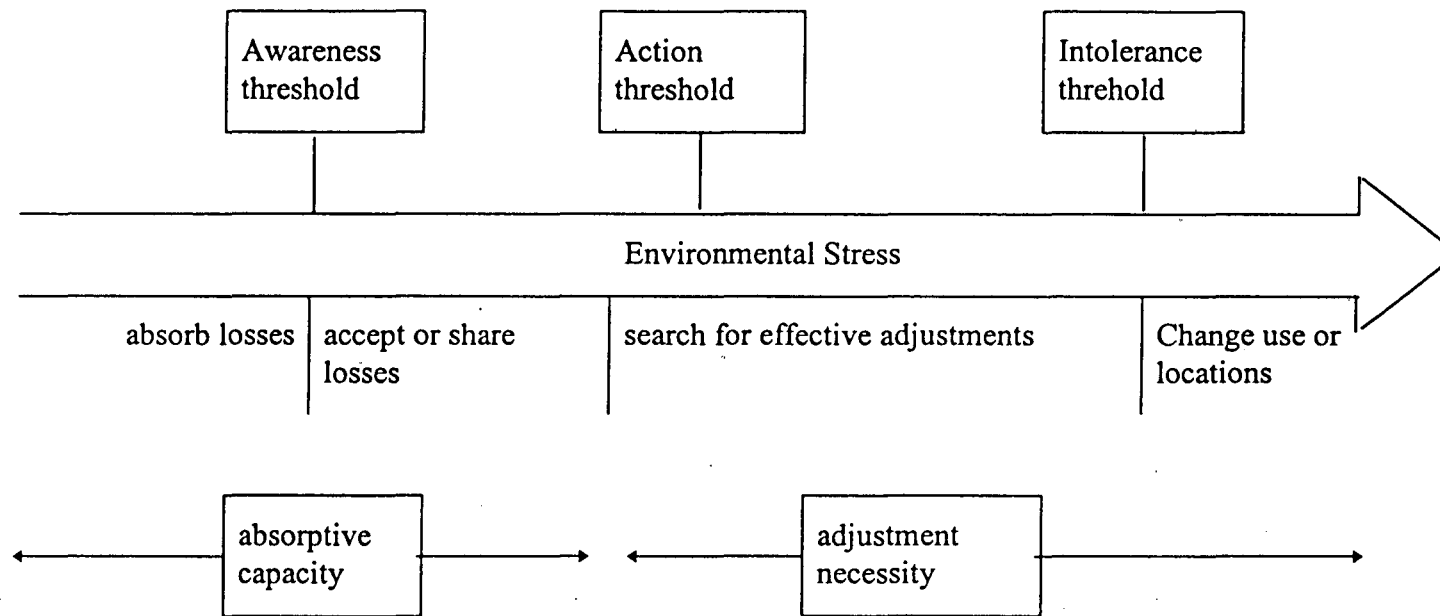 Awareness
threshold
Action
threshold
Intolerance
threhold
Environmental Stress
absorb losses
accept or share
losses
search for effective adjustments
Change use or
locations
absorptive
capacity
adjustment
necessity